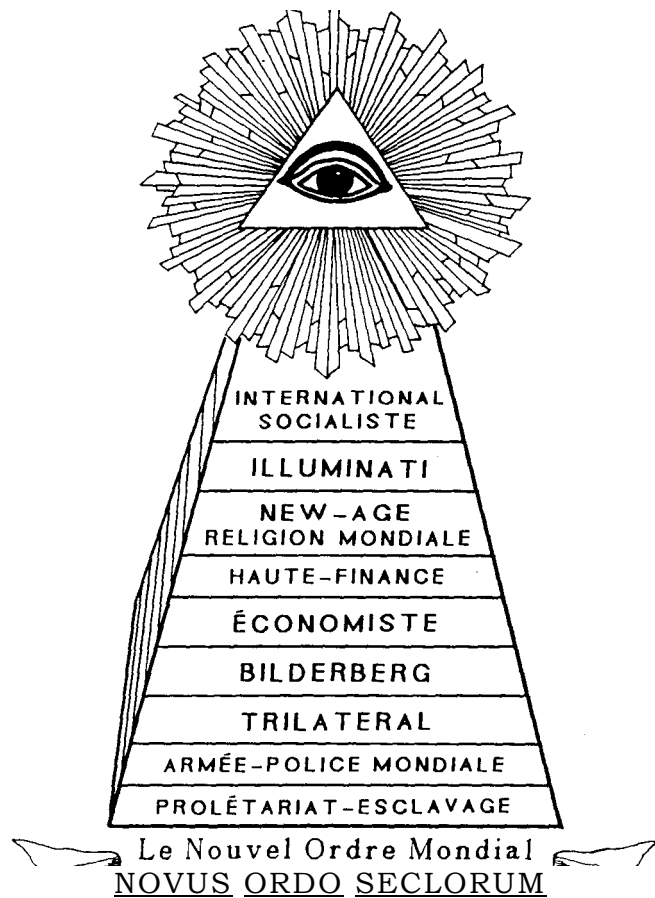 INTERNATIONAL
SOCIALISTE
ILLUMINATI
NEW-AGE
RELIGION MONDIALE
HAUTE-FINANCE
ÉCONOMISTE
BILDERBERG
TRILATERAL
ARMÉE-POLICE MONDIALE
PROLÉTARIAT-ESCLAVAGE
Le Nouvel Ordre Mondial
NOVUS ORDO SECLORUM